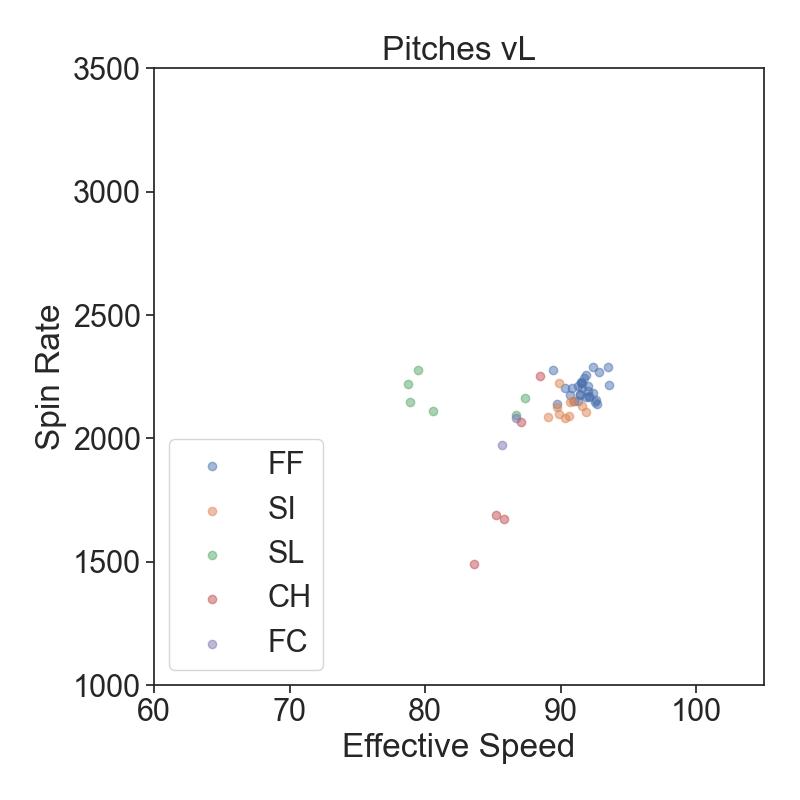 Pitches vL
3500
3000
2500
2000
1500
1000
Spin Rate
FF
SI
SL
CH
FC
60 70 80 90 100
Effective Speed